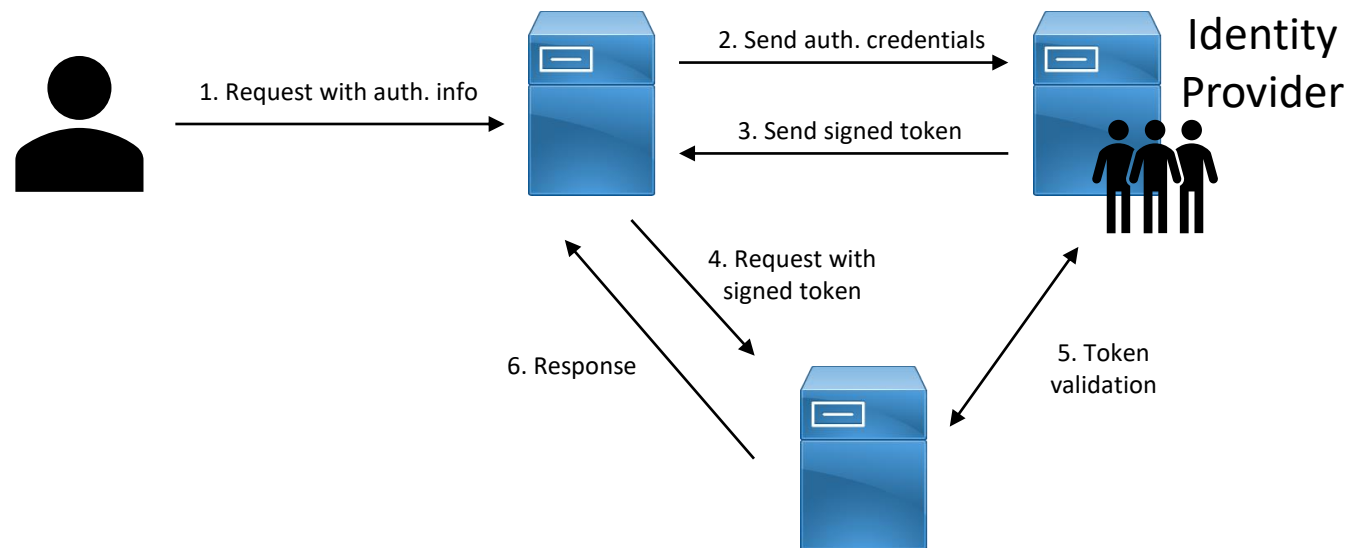 1. Request with auth. info
2. Send auth. credentials
3. Send signed token
Identity
Provider
4. Request with
signed token
5. Token
validation
6. Response